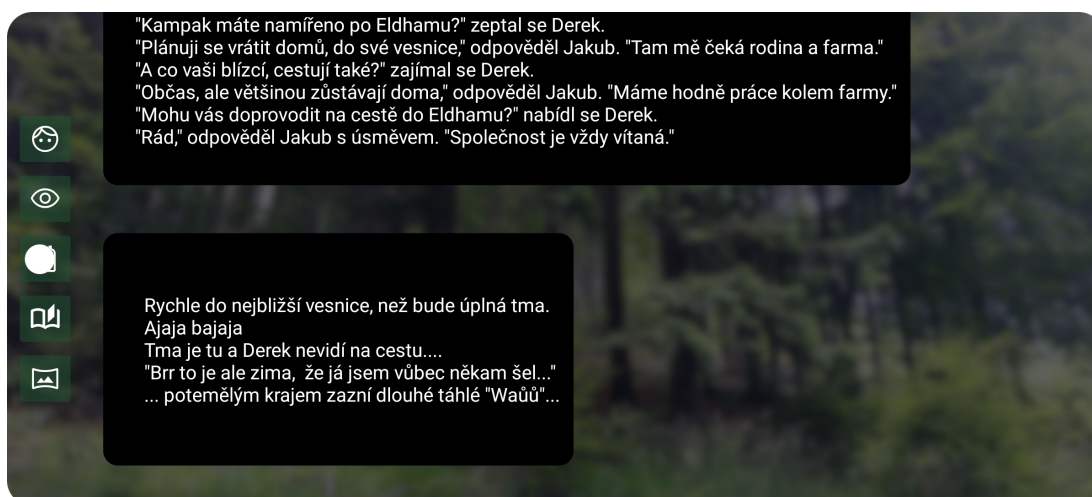 "Kampak máte namířeno po Eldhamu?" zeptal se Derek.
"Plánuji se vrátit domů, do své vesnice," odpověděl Jakub. "Tam mě čeká rodina a farma."
"A co vaši blízcí, cestují také?" zajímal se Derek.
"Občas, ale většinou zůstávají doma," odpověděl Jakub. "Máme hodně práce kolem farmy."
"Mohu vás doprovodit na cestě do Eldhamu?" nabídl se Derek.
"Rád," odpověděl Jakub s úsměvem. "Společnost je vždy vítaná."
Rychle do nejbližší vesnice, než bude úplná tma.
Ajaja bajaja
Tma je tu a Derek nevidí na cestu....
"Brr to je ale zima,  že já jsem vůbec někam šel..."
... potemělým krajem zazní dlouhé táhlé "Waůů"...